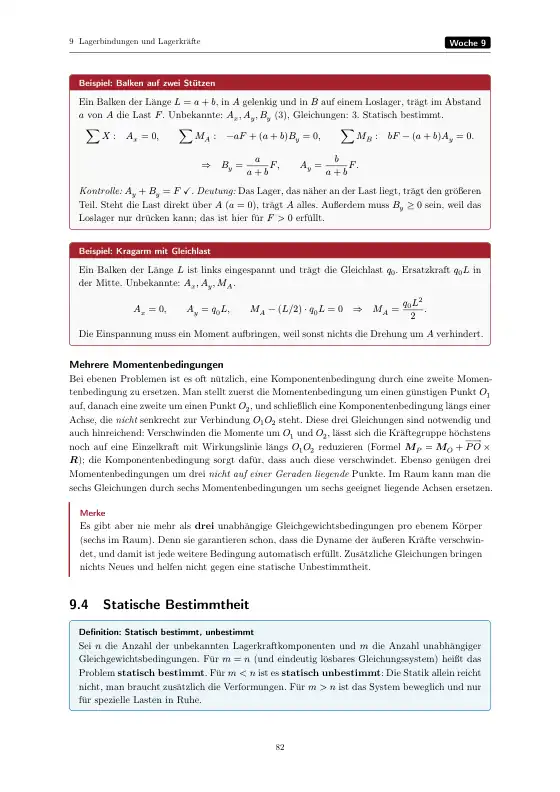 9 Lagerbindungen und Lagerkräfte
Woche 9
Beispiel: Balken auf zwei Stützen
Ein Balken der Länge L = a + b, in A gelenkig und in B auf einem Loslager, trägt im Abstand
a von A die Last F. Unbekannte: A_x, A_y, B_y (3), Gleichungen: 3. Statisch bestimmt.
∑ X : A_x = 0, ∑ M_A : −aF + (a + b)B_y = 0, ∑ M_B : bF − (a + b)A_y = 0.
⇒ B_y = a/(a + b) F, A_y = b/(a + b) F.
Kontrolle: A_y + B_y = F ✓. Deutung: Das Lager, das näher an der Last liegt, trägt den größeren
Teil. Steht die Last direkt über A (a = 0), trägt A alles. Außerdem muss B_y ≥ 0 sein, weil das
Loslager nur drücken kann; das ist hier für F > 0 erfüllt.
Beispiel: Kragarm mit Gleichlast
Ein Balken der Länge L ist links eingespannt und trägt die Gleichlast q_0. Ersatzkraft q_0L in
der Mitte. Unbekannte: A_x, A_y, M_A.
A_x = 0, A_y = q_0L, M_A − (L/2) · q_0L = 0 ⇒ M_A = q_0L²/2.
Die Einspannung muss ein Moment aufbringen, weil sonst nichts die Drehung um A verhindert.
Mehrere Momentenbedingungen
Bei ebenen Problemen ist es oft nützlich, eine Komponentenbedingung durch eine zweite Momen-
tenbedingung zu ersetzen. Man stellt zuerst die Momentenbedingung um einen günstigen Punkt O_1
auf, danach eine zweite um einen Punkt O_2, und schließlich eine Komponentenbedingung längs einer
Achse, die nicht senkrecht zur Verbindung O_1O_2 steht. Diese drei Gleichungen sind notwendig und
auch hinreichend: Verschwinden die Momente um O_1 und O_2, lässt sich die Kräftegruppe höchstens
noch auf eine Einzelkraft mit Wirkungslinie längs O_1O_2 reduzieren (Formel M_P = M_O + P͞O͞ ×
R); die Komponentenbedingung sorgt dafür, dass auch diese verschwindet. Ebenso genügen drei
Momentenbedingungen um drei nicht auf einer Geraden liegende Punkte. Im Raum kann man die
sechs Gleichungen durch sechs Momentenbedingungen um sechs geeignet liegende Achsen ersetzen.
Merke
Es gibt aber nie mehr als drei unabhängige Gleichgewichtsbedingungen pro ebenem Körper
(sechs im Raum). Denn sie garantieren schon, dass die Dyname der äußeren Kräfte verschwin-
det, und damit ist jede weitere Bedingung automatisch erfüllt. Zusätzliche Gleichungen bringen
nichts Neues und helfen nicht gegen eine statische Unbestimmtheit.
9.4 Statische Bestimmtheit
Definition: Statisch bestimmt, unbestimmt
Sei n die Anzahl der unbekannten Lagerkraftkomponenten und m die Anzahl unabhängiger
Gleichgewichtsbedingungen. Für m = n (und eindeutig lösbares Gleichungssystem) heißt das
Problem statisch bestimmt. Für m < n ist es statisch unbestimmt: Die Statik allein reicht
nicht, man braucht zusätzlich die Verformungen. Für m > n ist das System beweglich und nur
für spezielle Lasten in Ruhe.
82